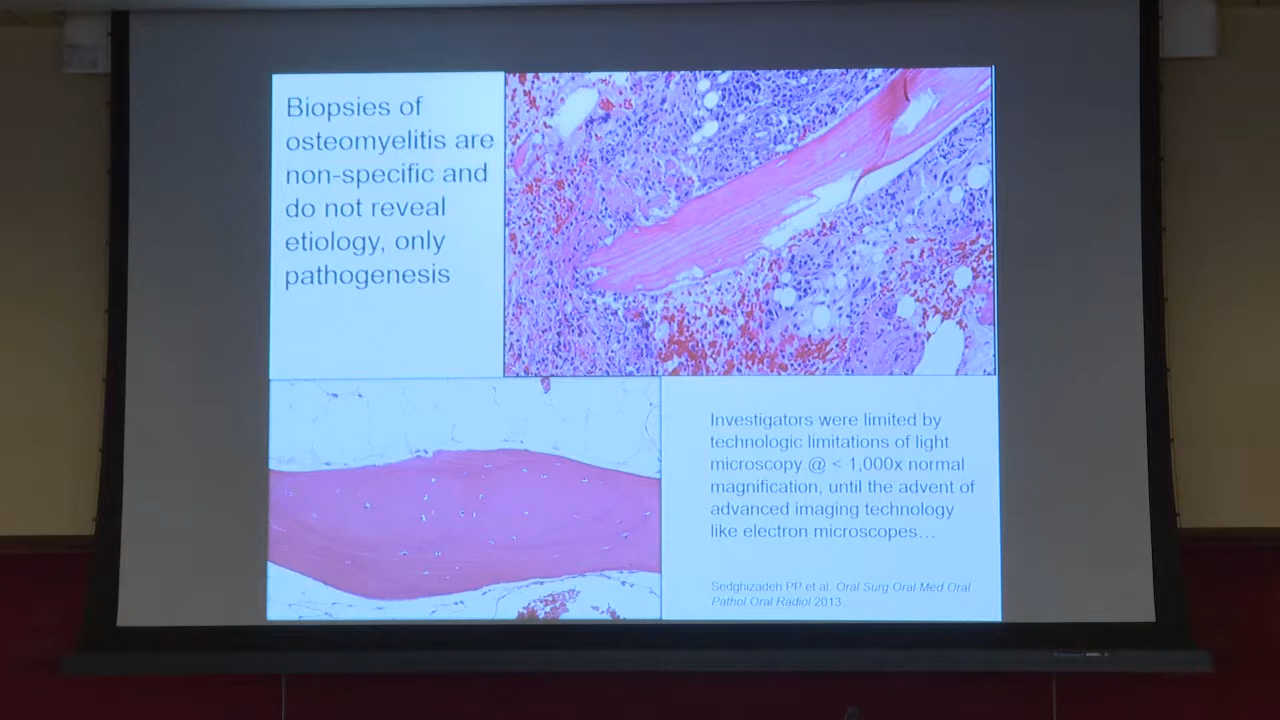 Biopsies of
osteomyelitis are
non-specific and
do not reveal
etiology, only
pathogenesis
Investigators were limited by
technologic limitations of light
microscopy @ < 1,000x normal
magnification, until the advent of
advanced imaging technology
like electron microscopes…
Sedghizadeh PP et al. Oral Surg Oral Med Oral
Pathol Oral Radiol 2013